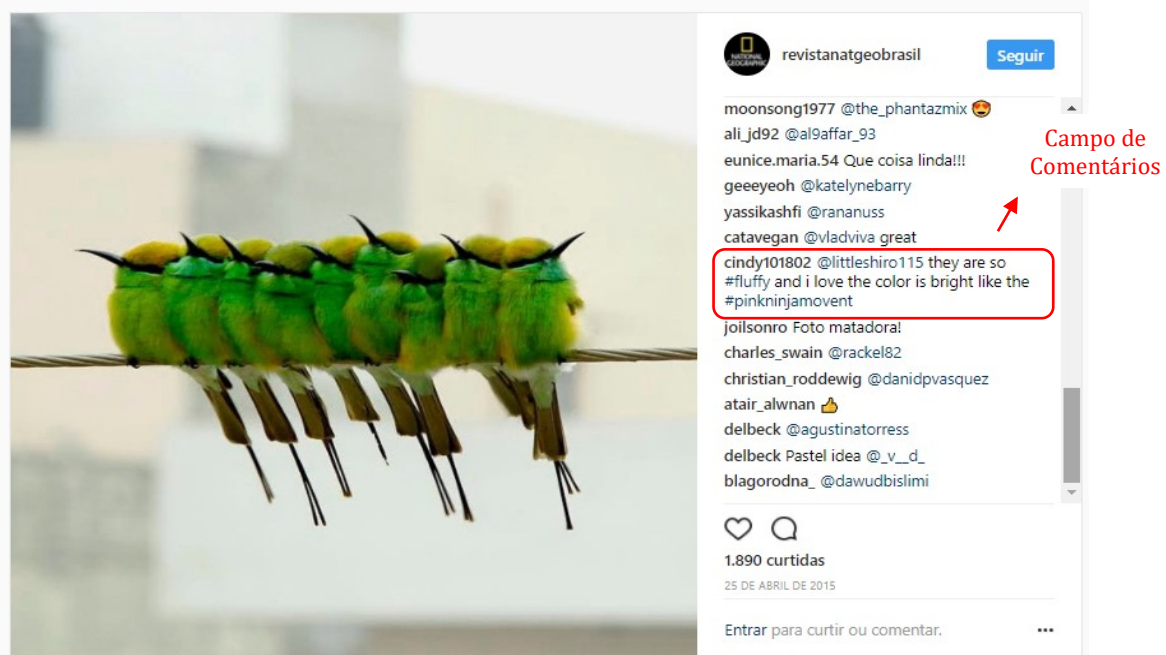 NATIONAL
GEOGRAPHIC
revistanatgeobrasil
Seguir
moonsong1977 @the_phantazmix 😍
ali_jd92 @al9affar_93
eunice.maria.54 Que coisa linda!!!
geeeyeoh @katelynebarry
yassikashfi @rananuss
catavegan @vladviva great
cindy101802 @littleshiro115 they are so
#fluffy and i love the color is bright like the
#pinkninjamovent
joilsonro Foto matadora!
charles_swain @rackel82
christian_roddewig @danidpvasquez
atair_alwnan 👍
delbeck @agustinatorress
delbeck Pastel idea @_v__d_
blagorodna_ @dawudbislimi
Campo de
Comentários
1.890 curtidas
25 DE ABRIL DE 2015
Entrar para curtir ou comentar.